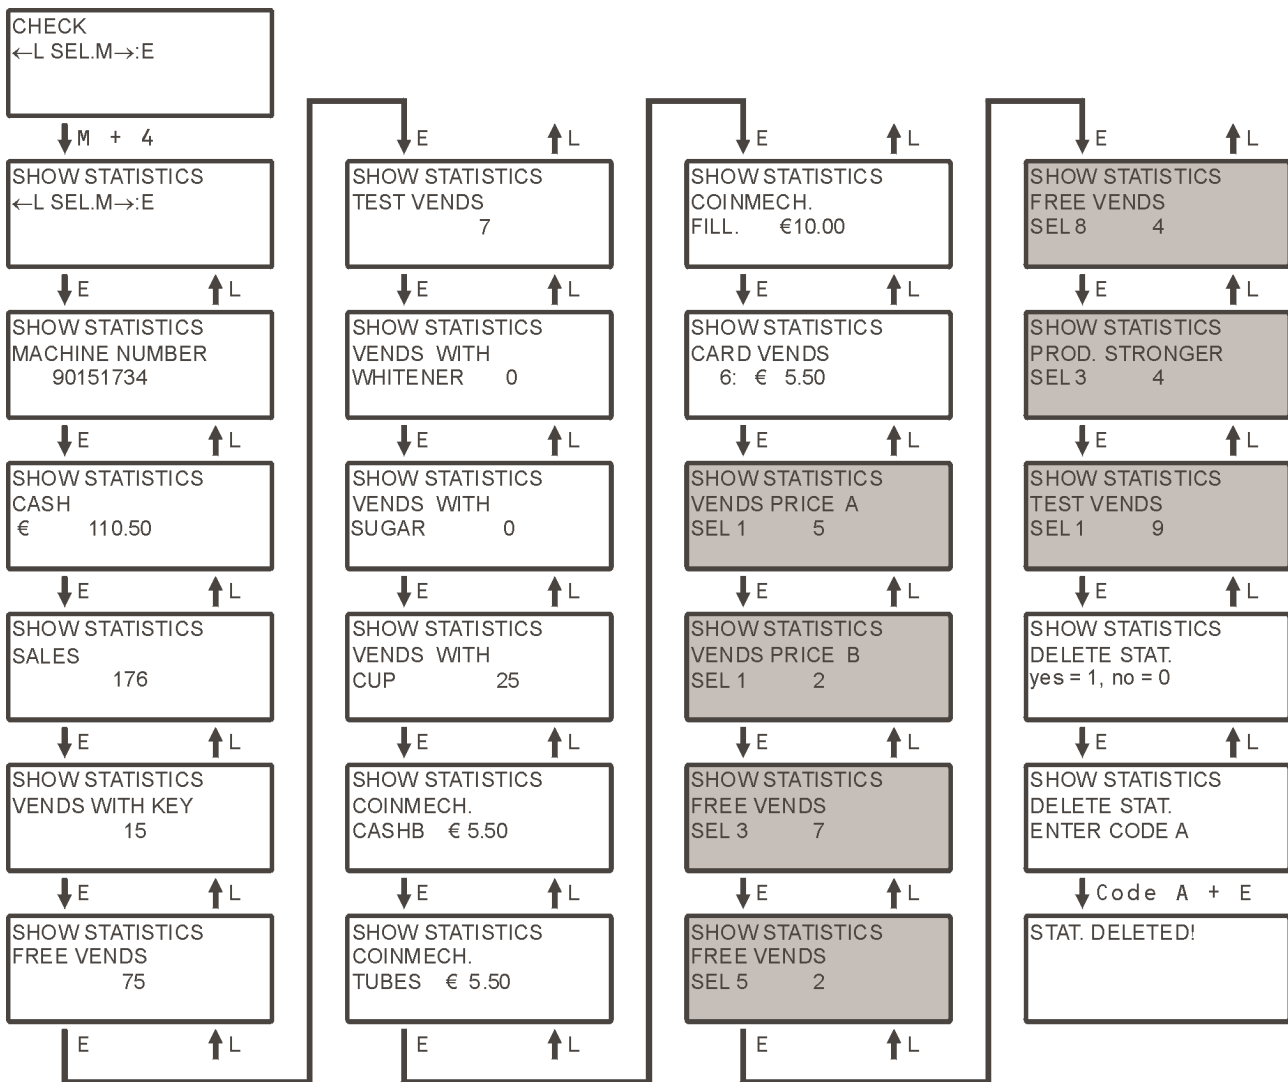 CHECK
←L SEL.M→:E
M + 4
SHOW STATISTICS
←L SEL.M→:E
E L
SHOW STATISTICS
MACHINE NUMBER
90151734
E L
SHOW STATISTICS
CASH
€ 110.50
E L
SHOW STATISTICS
SALES
176
E L
SHOW STATISTICS
VENDS WITH KEY
15
E L
SHOW STATISTICS
FREE VENDS
75
E L
E L
SHOW STATISTICS
TEST VENDS
7
E L
SHOW STATISTICS
VENDS WITH
WHITENER 0
E L
SHOW STATISTICS
VENDS WITH
SUGAR 0
E L
SHOW STATISTICS
VENDS WITH
CUP 25
E L
SHOW STATISTICS
COINMECH.
CASHB € 5.50
E L
SHOW STATISTICS
COINMECH.
TUBES € 5.50
E L
E L
SHOW STATISTICS
COINMECH.
FILL. €10.00
E L
SHOW STATISTICS
CARD VENDS
6: € 5.50
E L
SHOW STATISTICS
VENDS PRICE A
SEL 1 5
E L
SHOW STATISTICS
VENDS PRICE B
SEL 1 2
E L
SHOW STATISTICS
FREE VENDS
SEL 3 7
E L
SHOW STATISTICS
FREE VENDS
SEL 5 2
E L
E L
SHOW STATISTICS
FREE VENDS
SEL 8 4
E L
SHOW STATISTICS
PROD. STRONGER
SEL 3 4
E L
SHOW STATISTICS
TEST VENDS
SEL 1 9
E L
SHOW STATISTICS
DELETE STAT.
yes = 1, no = 0
E L
SHOW STATISTICS
DELETE STAT.
ENTER CODE A
Code A + E
STAT. DELETED!